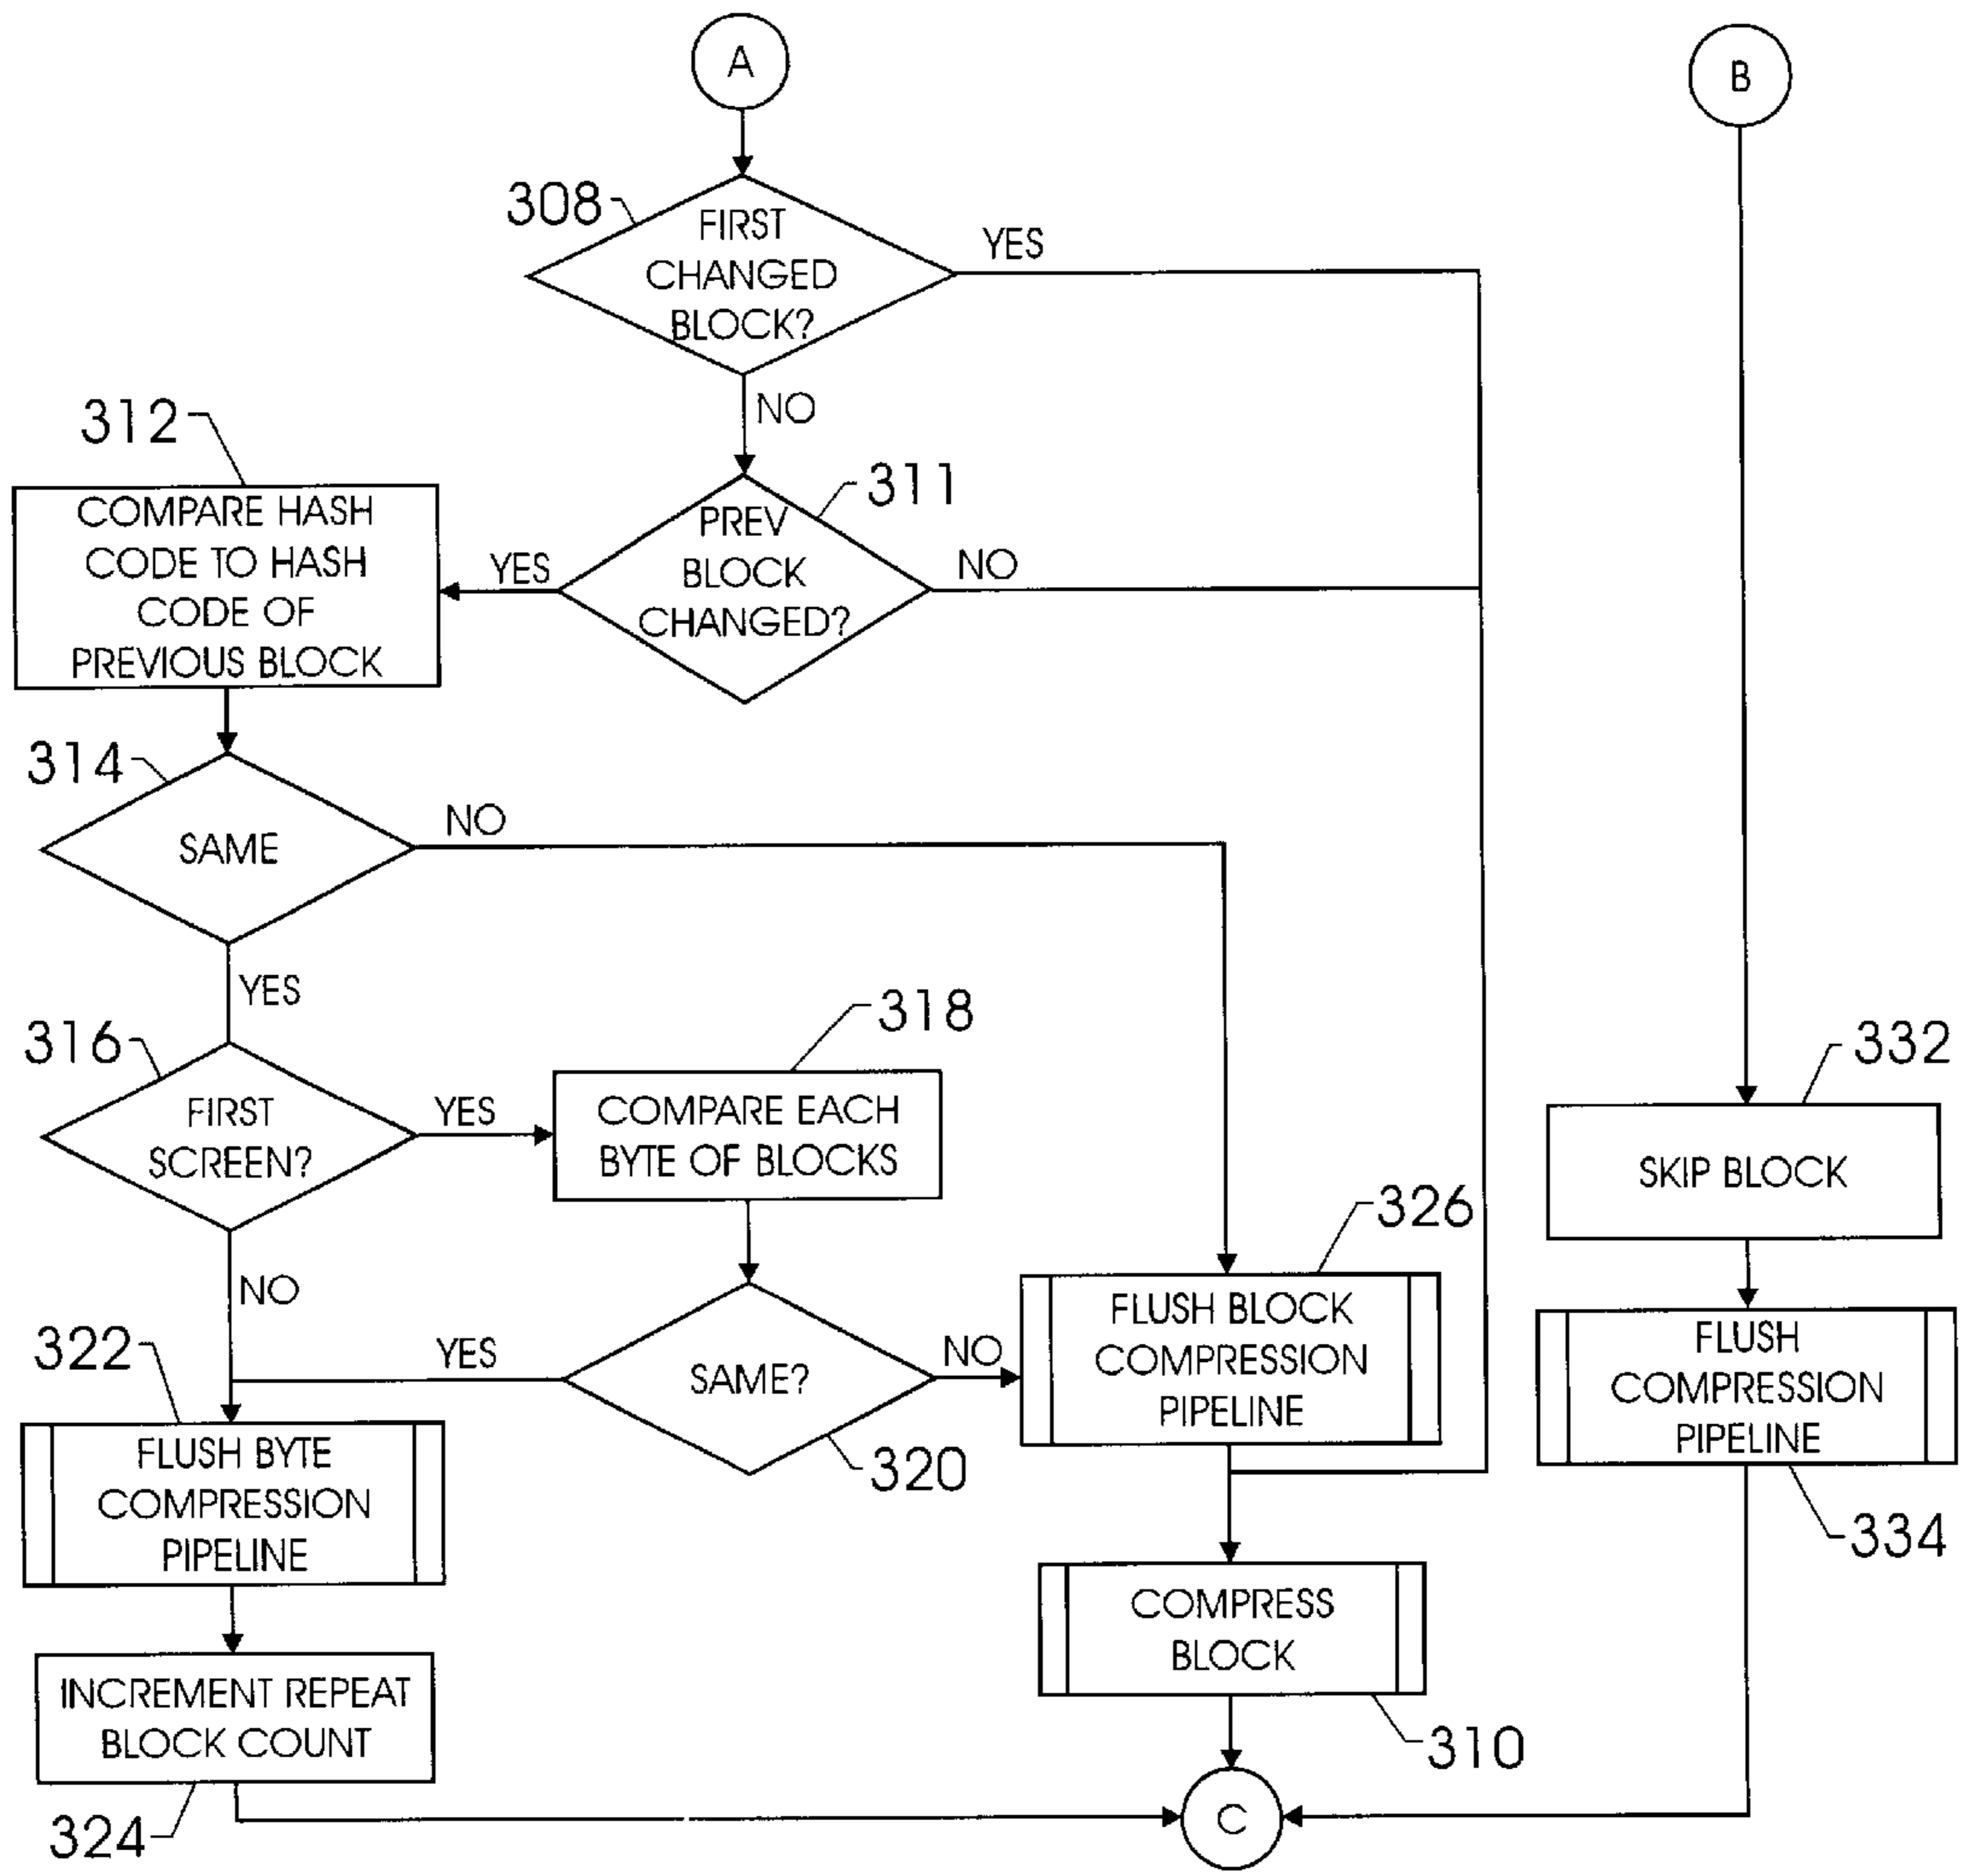 A
B
308
FIRST
CHANGED
BLOCK?
YES
NO
312
COMPARE HASH
CODE TO HASH
CODE OF
PREVIOUS BLOCK
YES
311
PREV
BLOCK
CHANGED?
NO
314
SAME
NO
YES
316
FIRST
SCREEN?
YES
NO
318
COMPARE EACH
BYTE OF BLOCKS
326
FLUSH BLOCK
COMPRESSION
PIPELINE
332
SKIP BLOCK
FLUSH
COMPRESSION
PIPELINE
334
322
YES
SAME?
NO
320
FLUSH BYTE
COMPRESSION
PIPELINE
COMPRESS
BLOCK
310
INCREMENT REPEAT
BLOCK COUNT
324
C